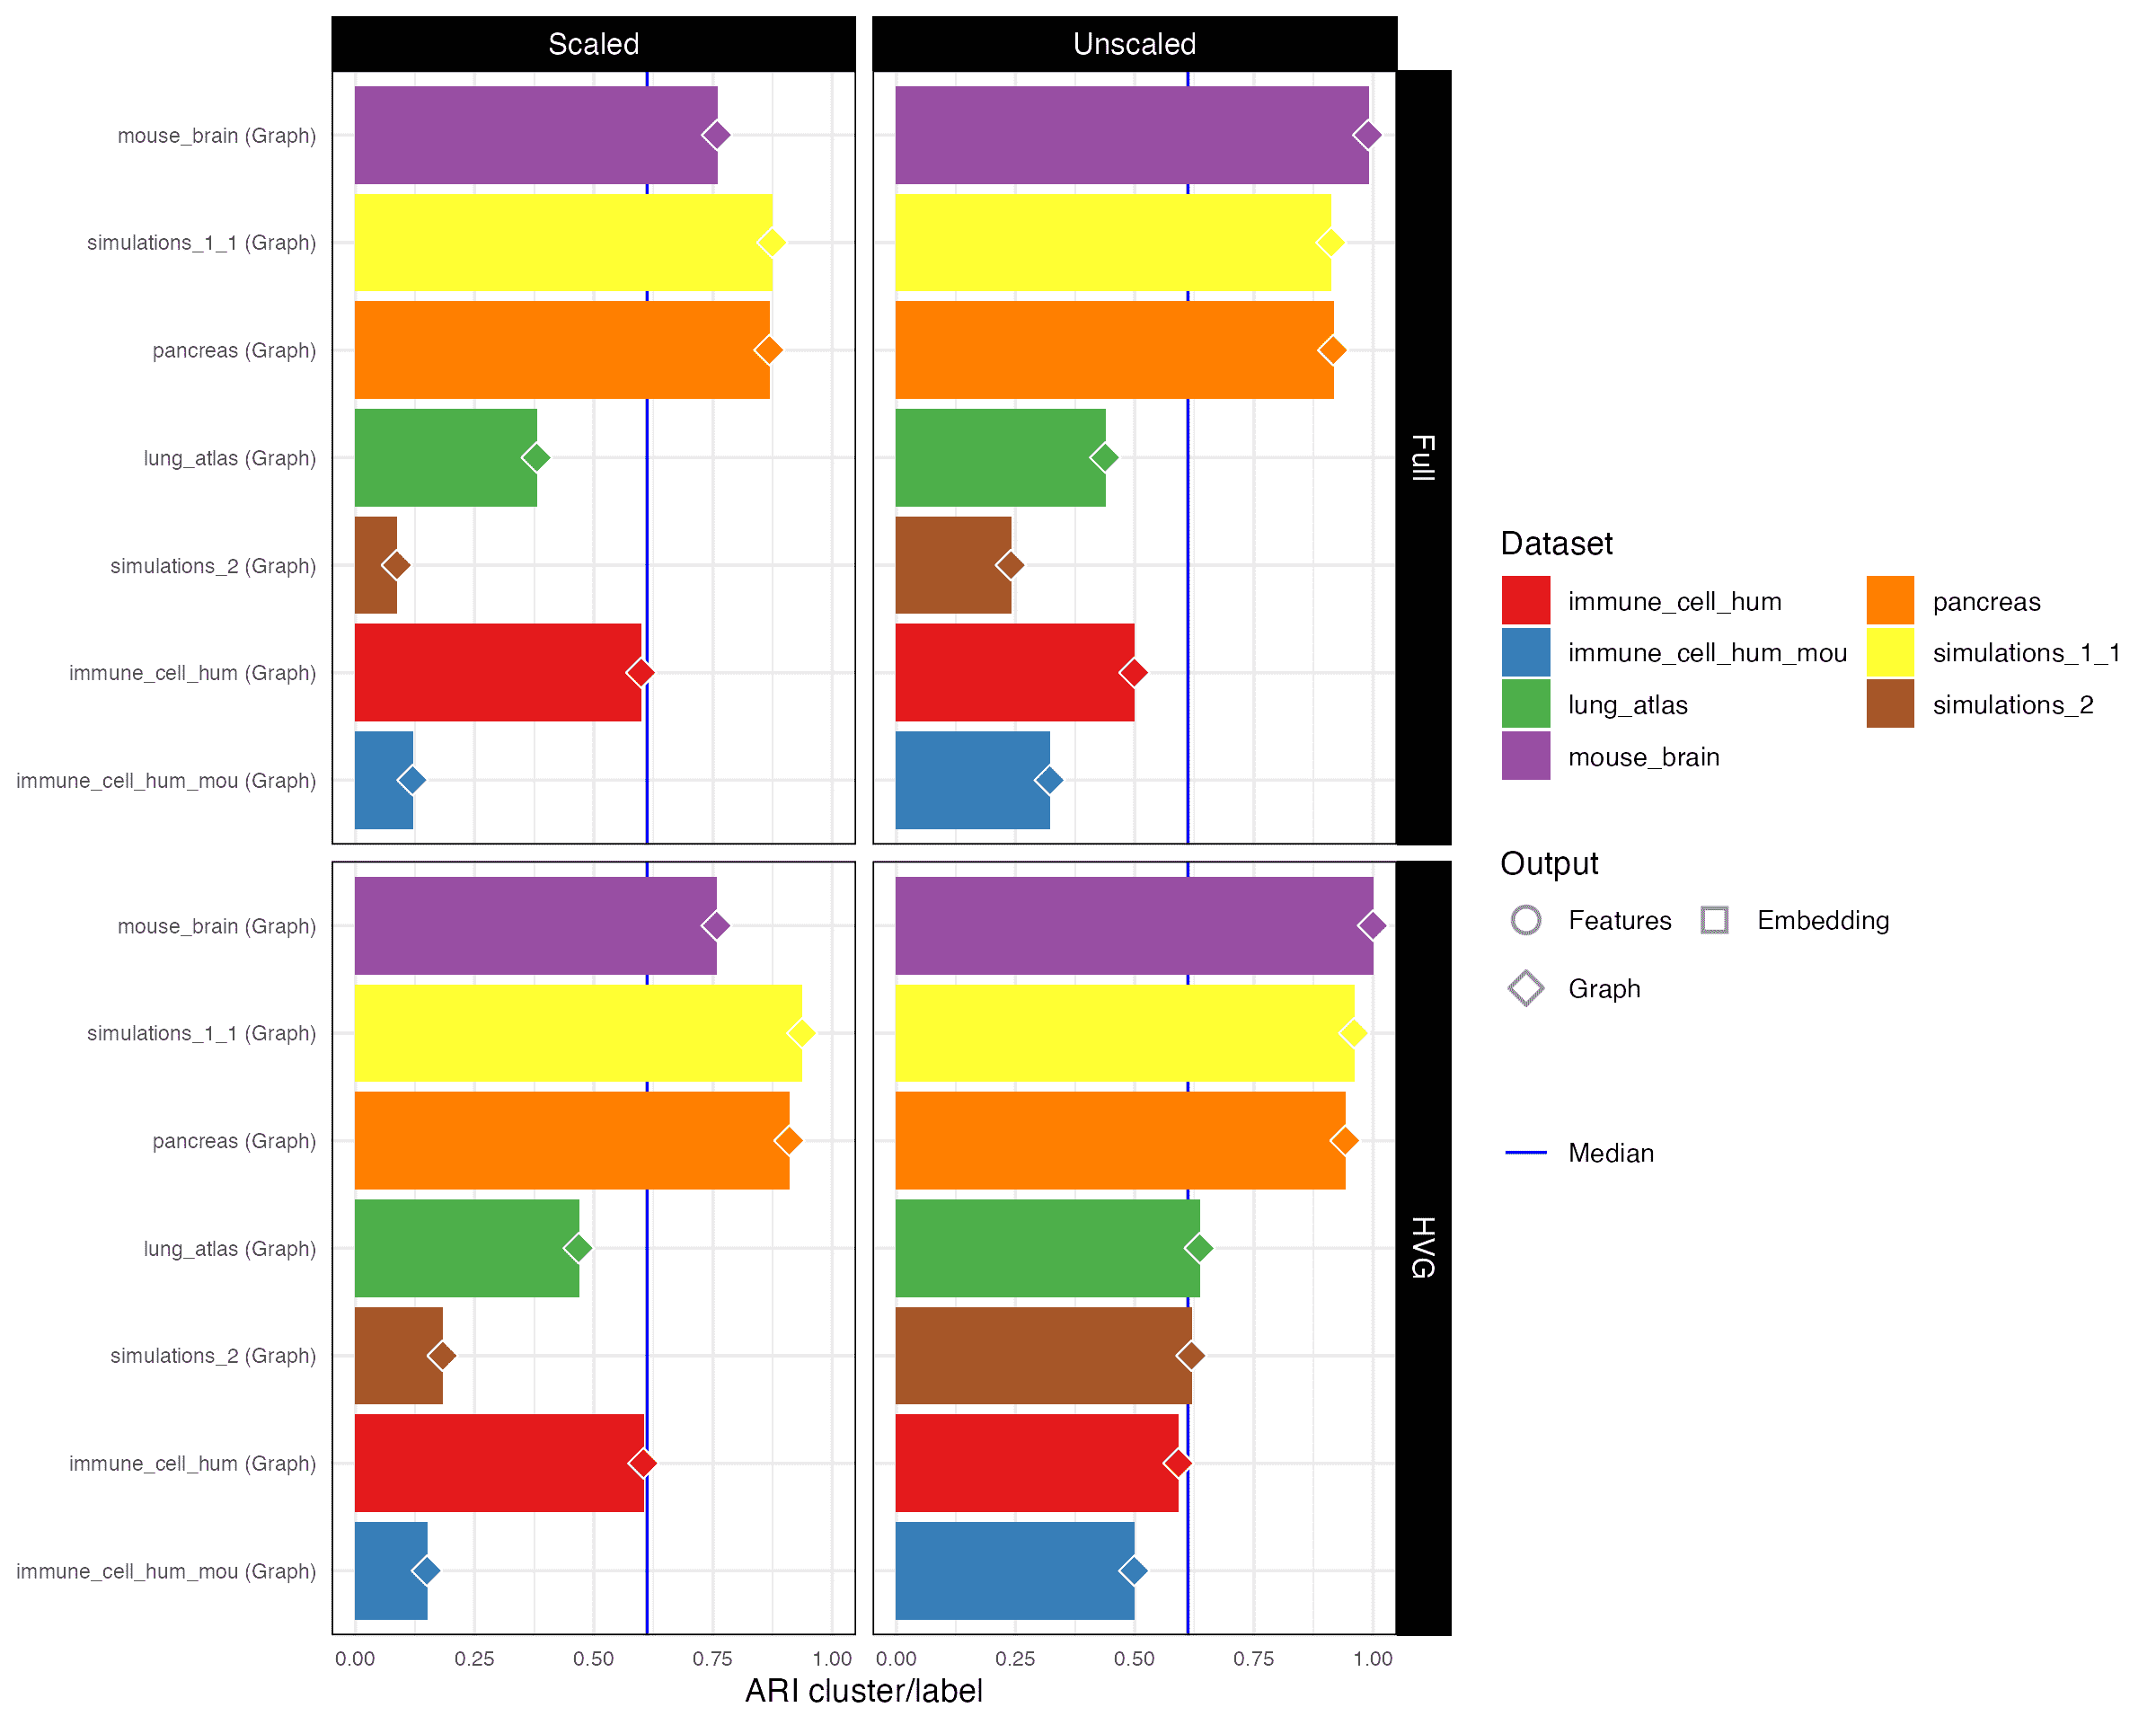 Scaled
Unscaled
mouse_brain (Graph)
simulations_1_1 (Graph)
pancreas (Graph)
lung_atlas (Graph)
simulations_2 (Graph)
immune_cell_hum (Graph)
immune_cell_hum_mou (Graph)
Full
mouse_brain (Graph)
simulations_1_1 (Graph)
pancreas (Graph)
lung_atlas (Graph)
simulations_2 (Graph)
immune_cell_hum (Graph)
immune_cell_hum_mou (Graph)
HVG
0.00 0.25 0.50 0.75 1.00
0.00 0.25 0.50 0.75 1.00
ARI cluster/label
Dataset
immune_cell_hum
immune_cell_hum_mou
lung_atlas
mouse_brain
pancreas
simulations_1_1
simulations_2
Output
Features
Embedding
Graph
Median